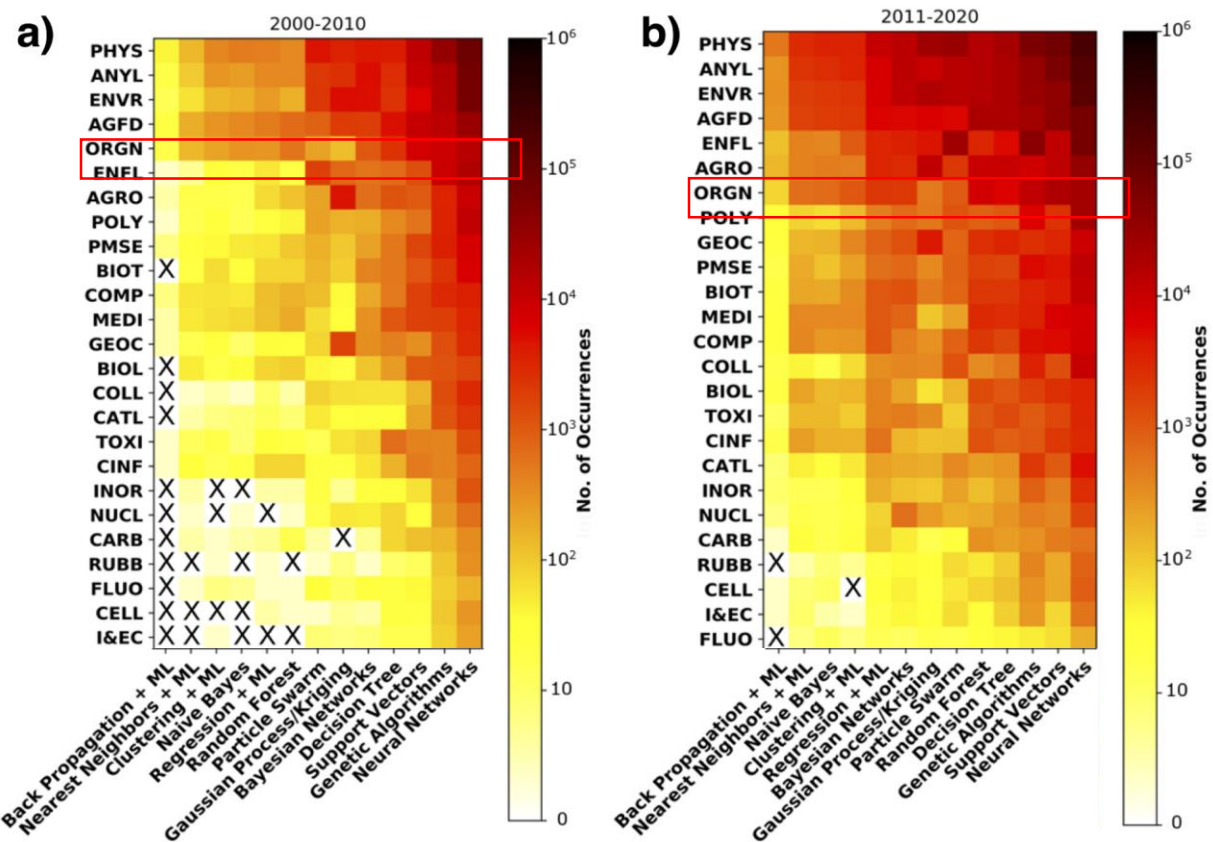 a)
2000-2010
PHYS
ANYL
ENVR
AGFD
ORGN
ENFL
AGRO
POLY
PMSE
BIOT
COMP
MEDI
GEOC
BIOL
COLL
CATL
TOXI
CINF
INOR
NUCL
CARB
RUBB
FLUO
CELL
I&EC
X
X
X
X
X X X
X X X
X X
X X X X
X
X X X X
X X X X X
Back Propagation + ML
Nearest Neighbors + ML
Clustering + ML
Naive Bayes
Regression + ML
Random Forest
Particle Swarm
Gaussian Process/Kriging
Bayesian Networks
Decision Tree
Support Vectors
Genetic Algorithms
Neural Networks
10⁶
10⁵
10⁴
10³
10²
10
0
No. of Occurrences
b)
2011-2020
PHYS
ANYL
ENVR
AGFD
ENFL
AGRO
ORGN
POLY
GEOC
PMSE
BIOT
MEDI
COMP
COLL
BIOL
TOXI
CINF
CATL
INOR
NUCL
CARB
RUBB
CELL
I&EC
FLUO
X
X
X
Back Propagation + ML
Nearest Neighbors + ML
Naive Bayes
Clustering + ML
Regression + ML
Bayesian Networks
Gaussian Process/Kriging
Particle Swarm
Random Forest
Decision Tree
Genetic Algorithms
Support Vectors
Neural Networks
10⁶
10⁵
10⁴
10³
10²
10
0
No. of Occurrences